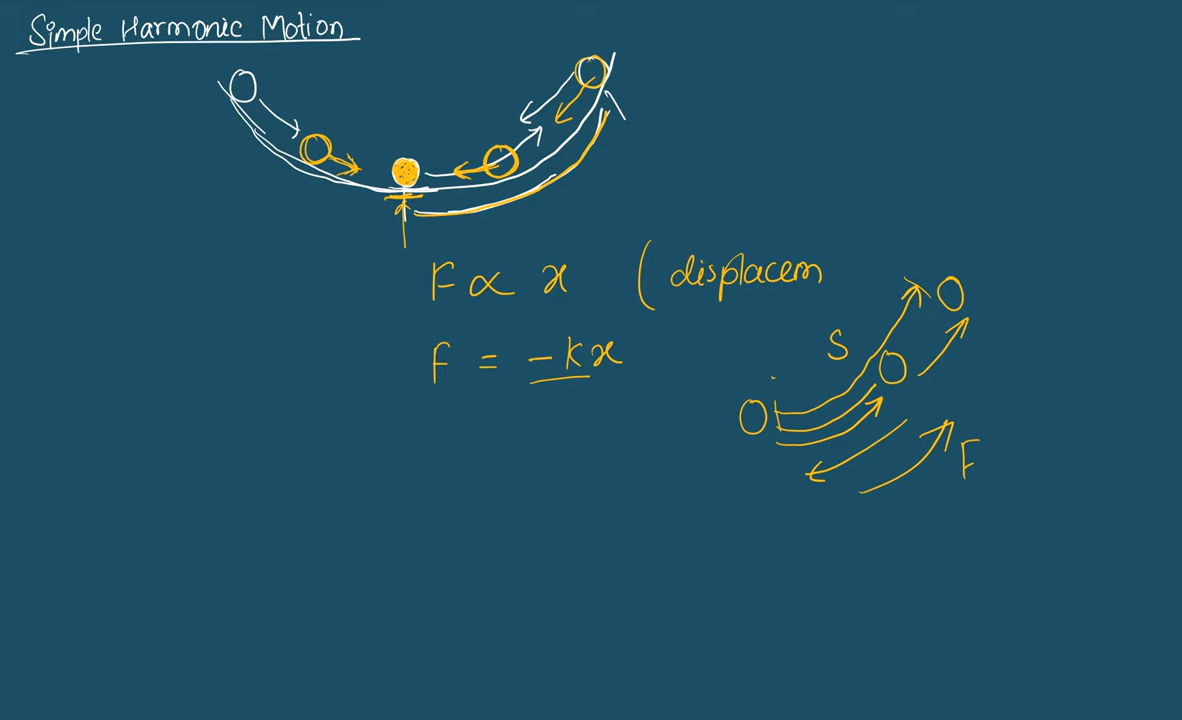 Simple Harmonic Motion
F ∝ x (displacem
F = -kx
S
F